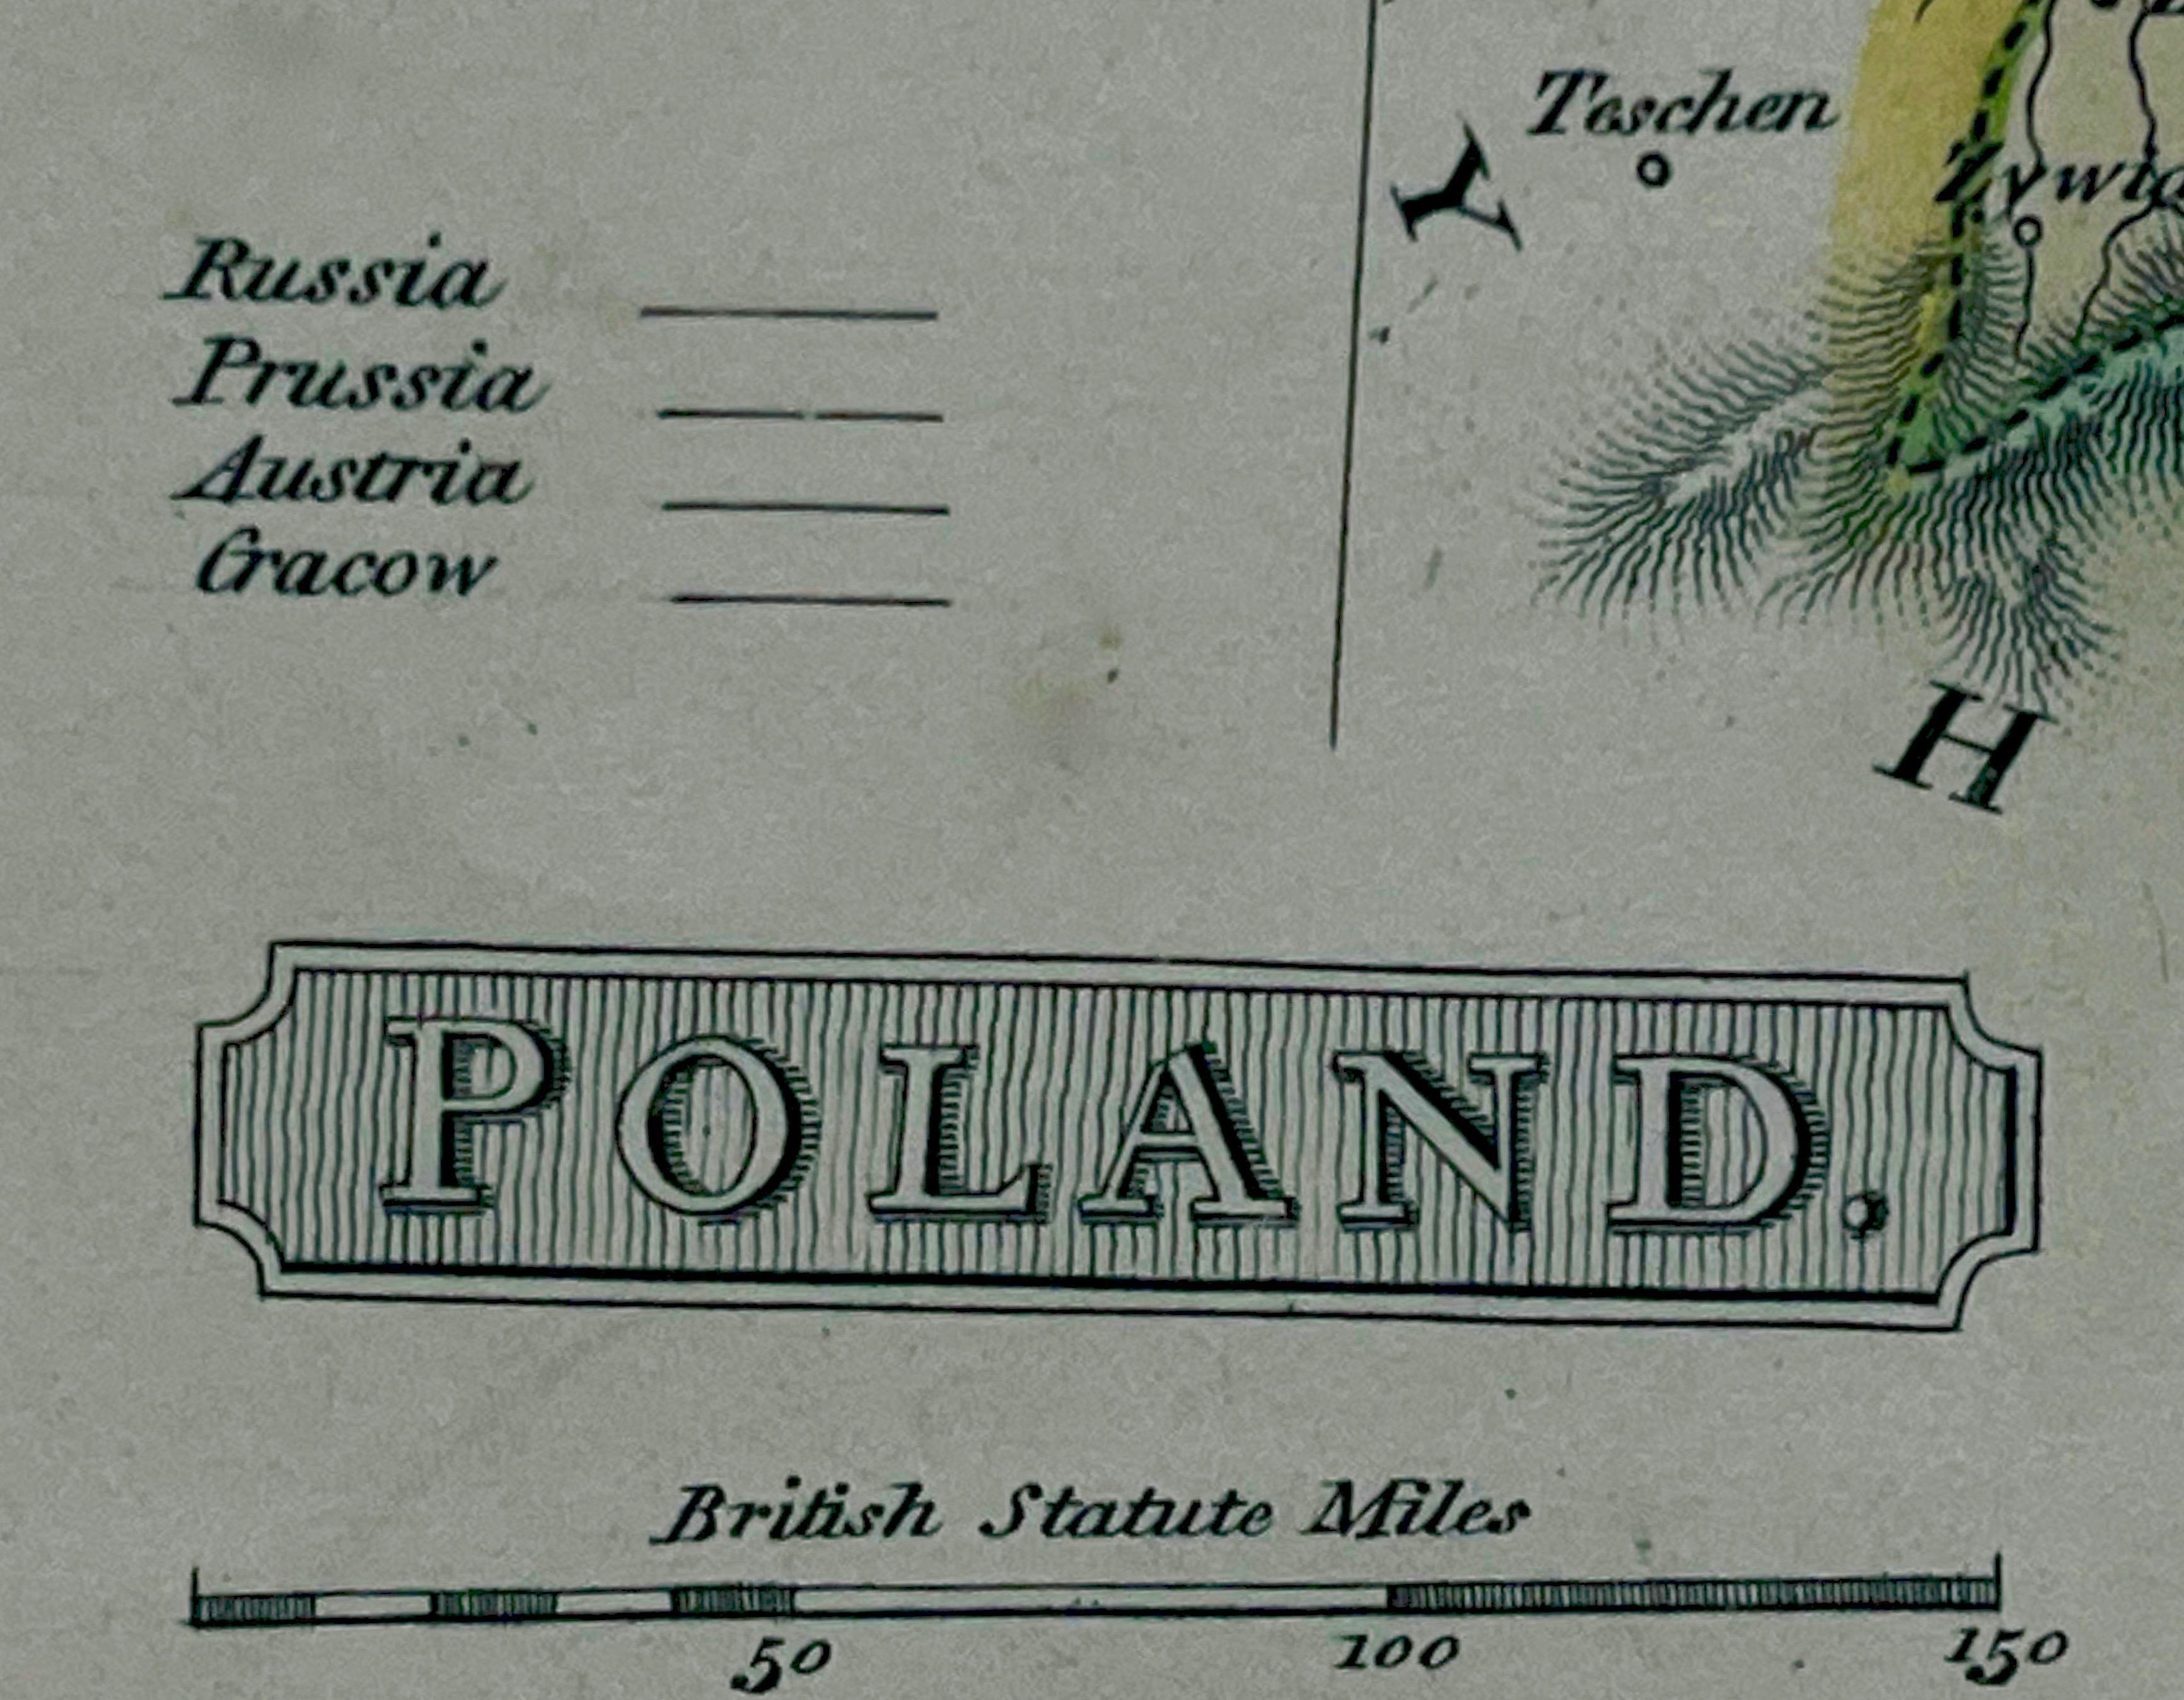 Teschen
Y
Russia
Prussia
Austria
Cracow
H
POLAND.
British Statute Miles
50 100 150